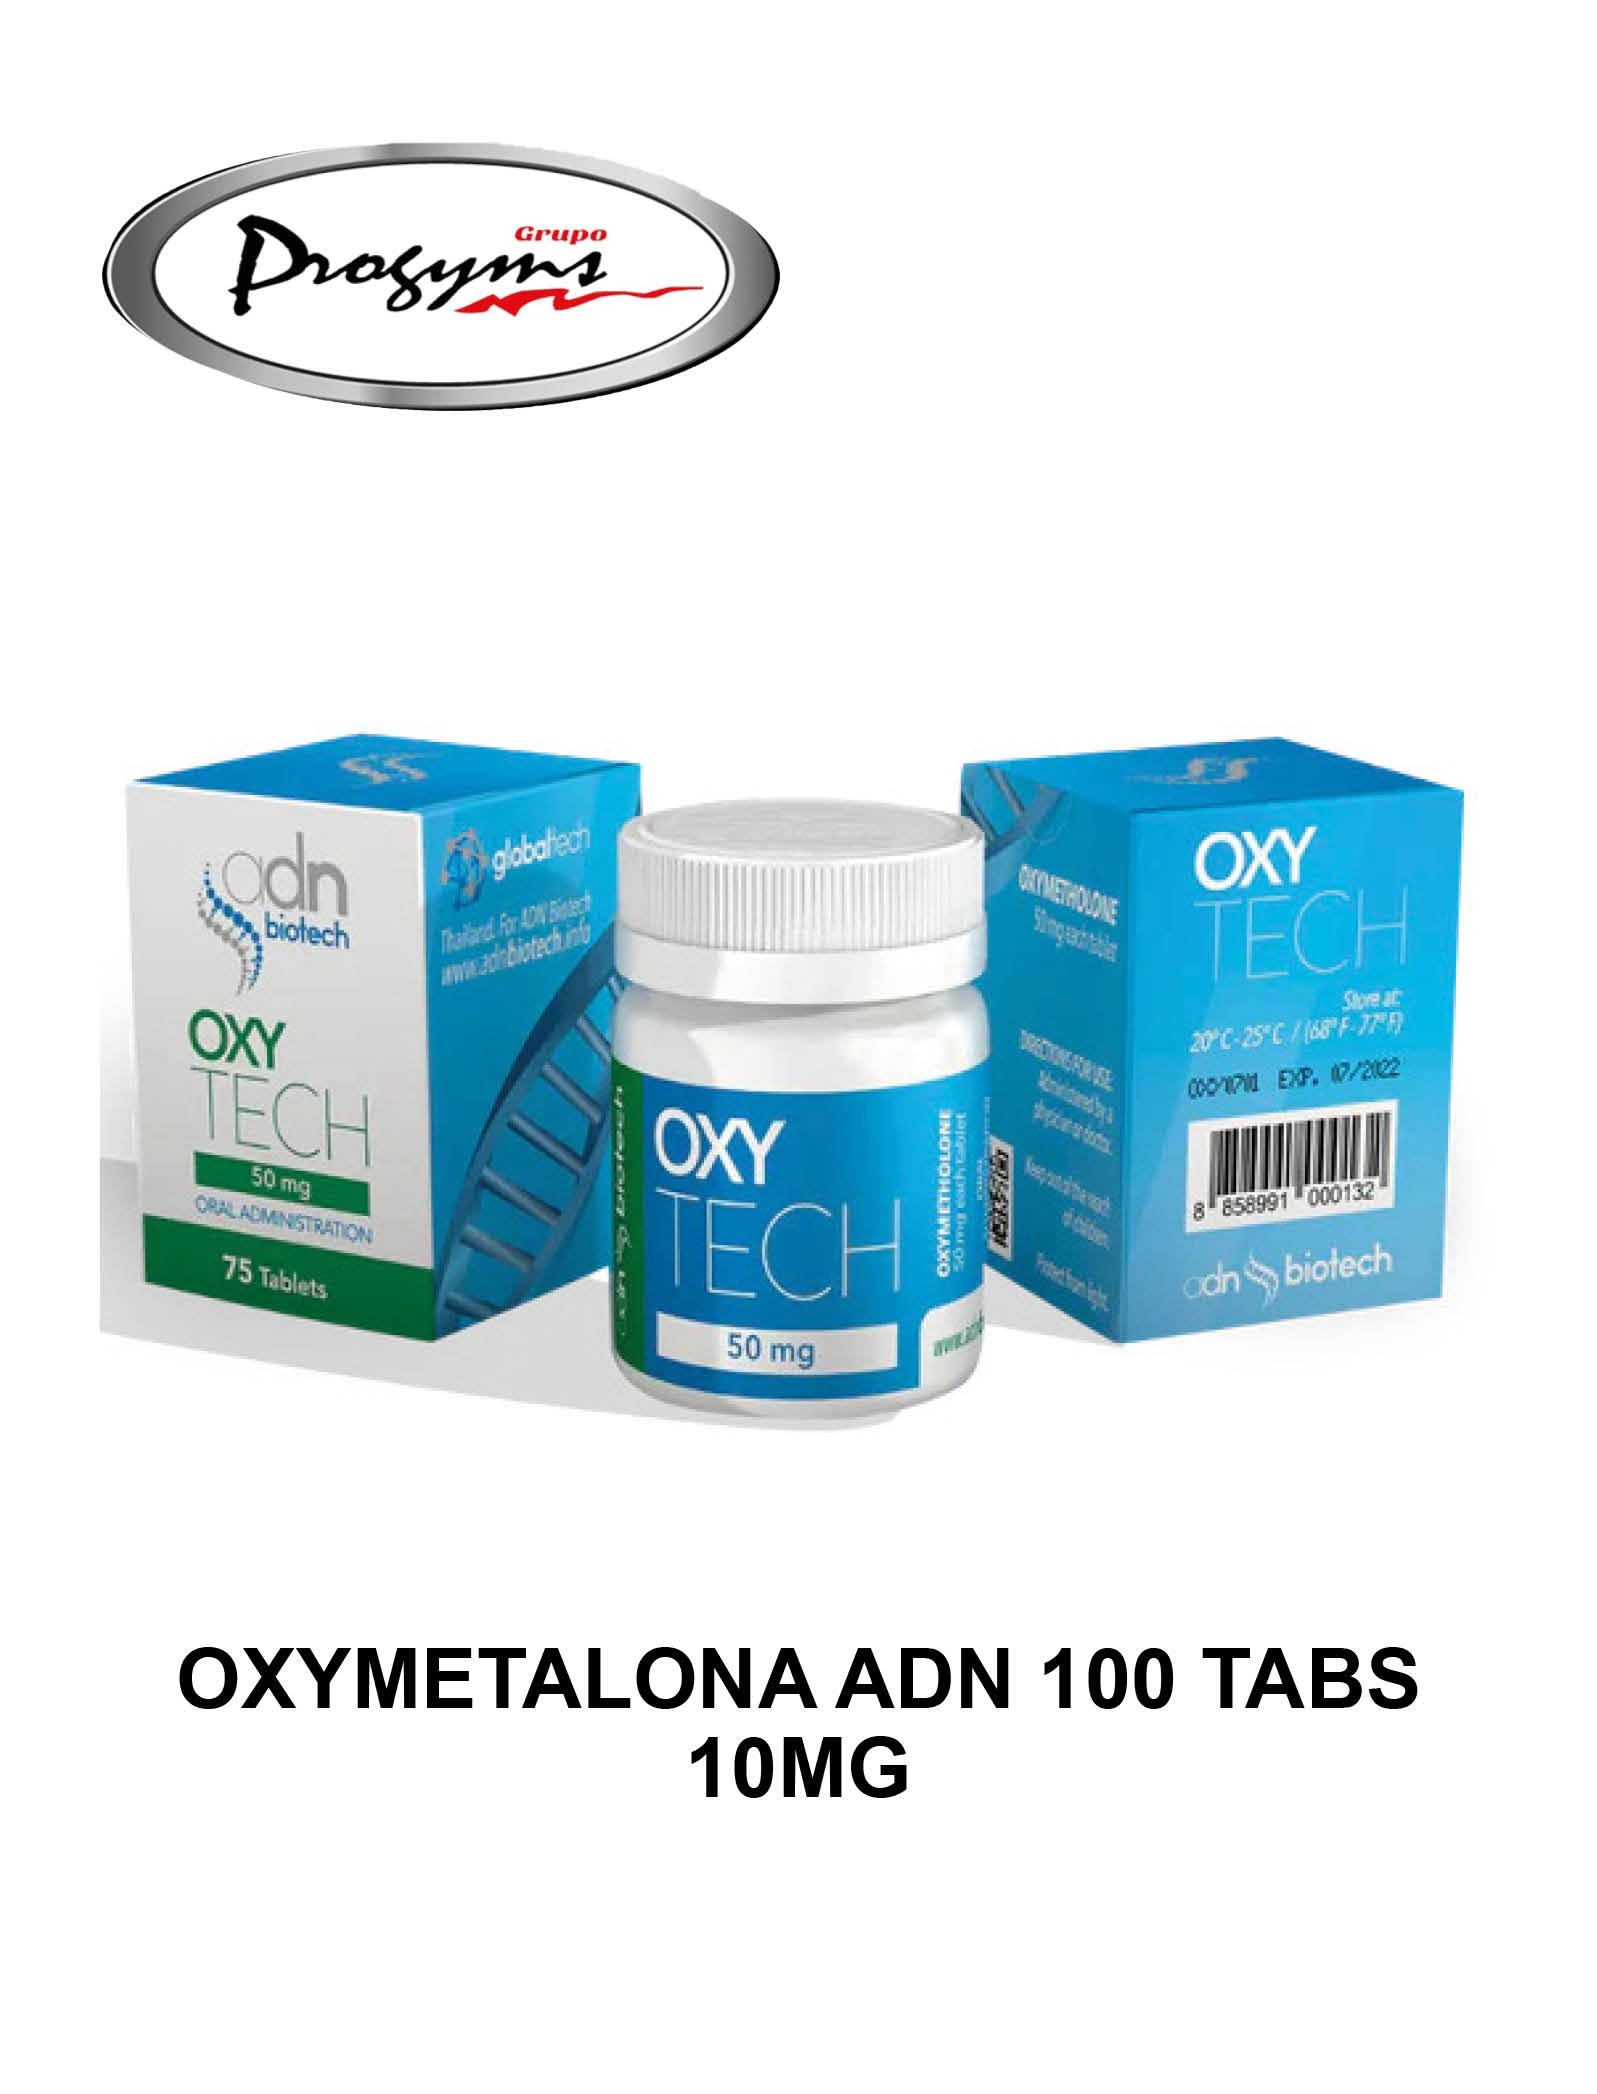 Grupo
Progyms
adn
biotech
OXY
TECH
50 mg
ORAL ADMINISTRATION
75 Tablets
globaltech
Thailand. For ADN Biotech
www.adnbiotech.info
adn biotech
OXY
TECH
50 mg
OXYMETHOLONE
50 mg each tablet
OXYMETHOLONE
50 mg each tablet
DIRECTIONS FOR USE:
Administered by a
physician or doctor.
Keep out of the reach
of children.
Protect from light.
OXY
TECH
Store at:
20°C-25°C / (68°F-77°F)
EXP. 07/2022
8 858991 000132
adn biotech
OXYMETALONA ADN 100 TABS
10MG